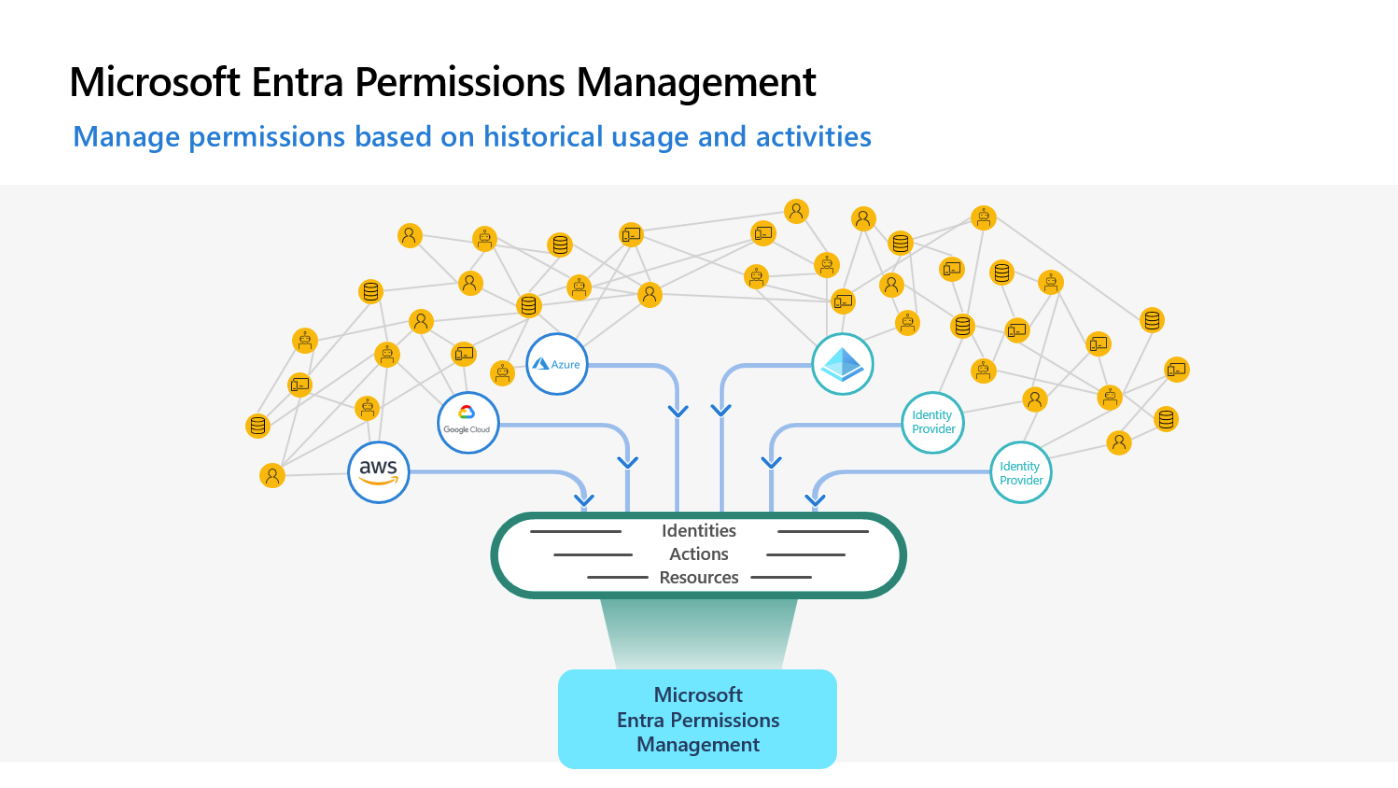 Microsoft Entra Permissions Management
Manage permissions based on historical usage and activities
Azure
Google Cloud
Identity
Provider
aws
Identity
Provider
Identities
Actions
Resources
Microsoft
Entra Permissions
Management